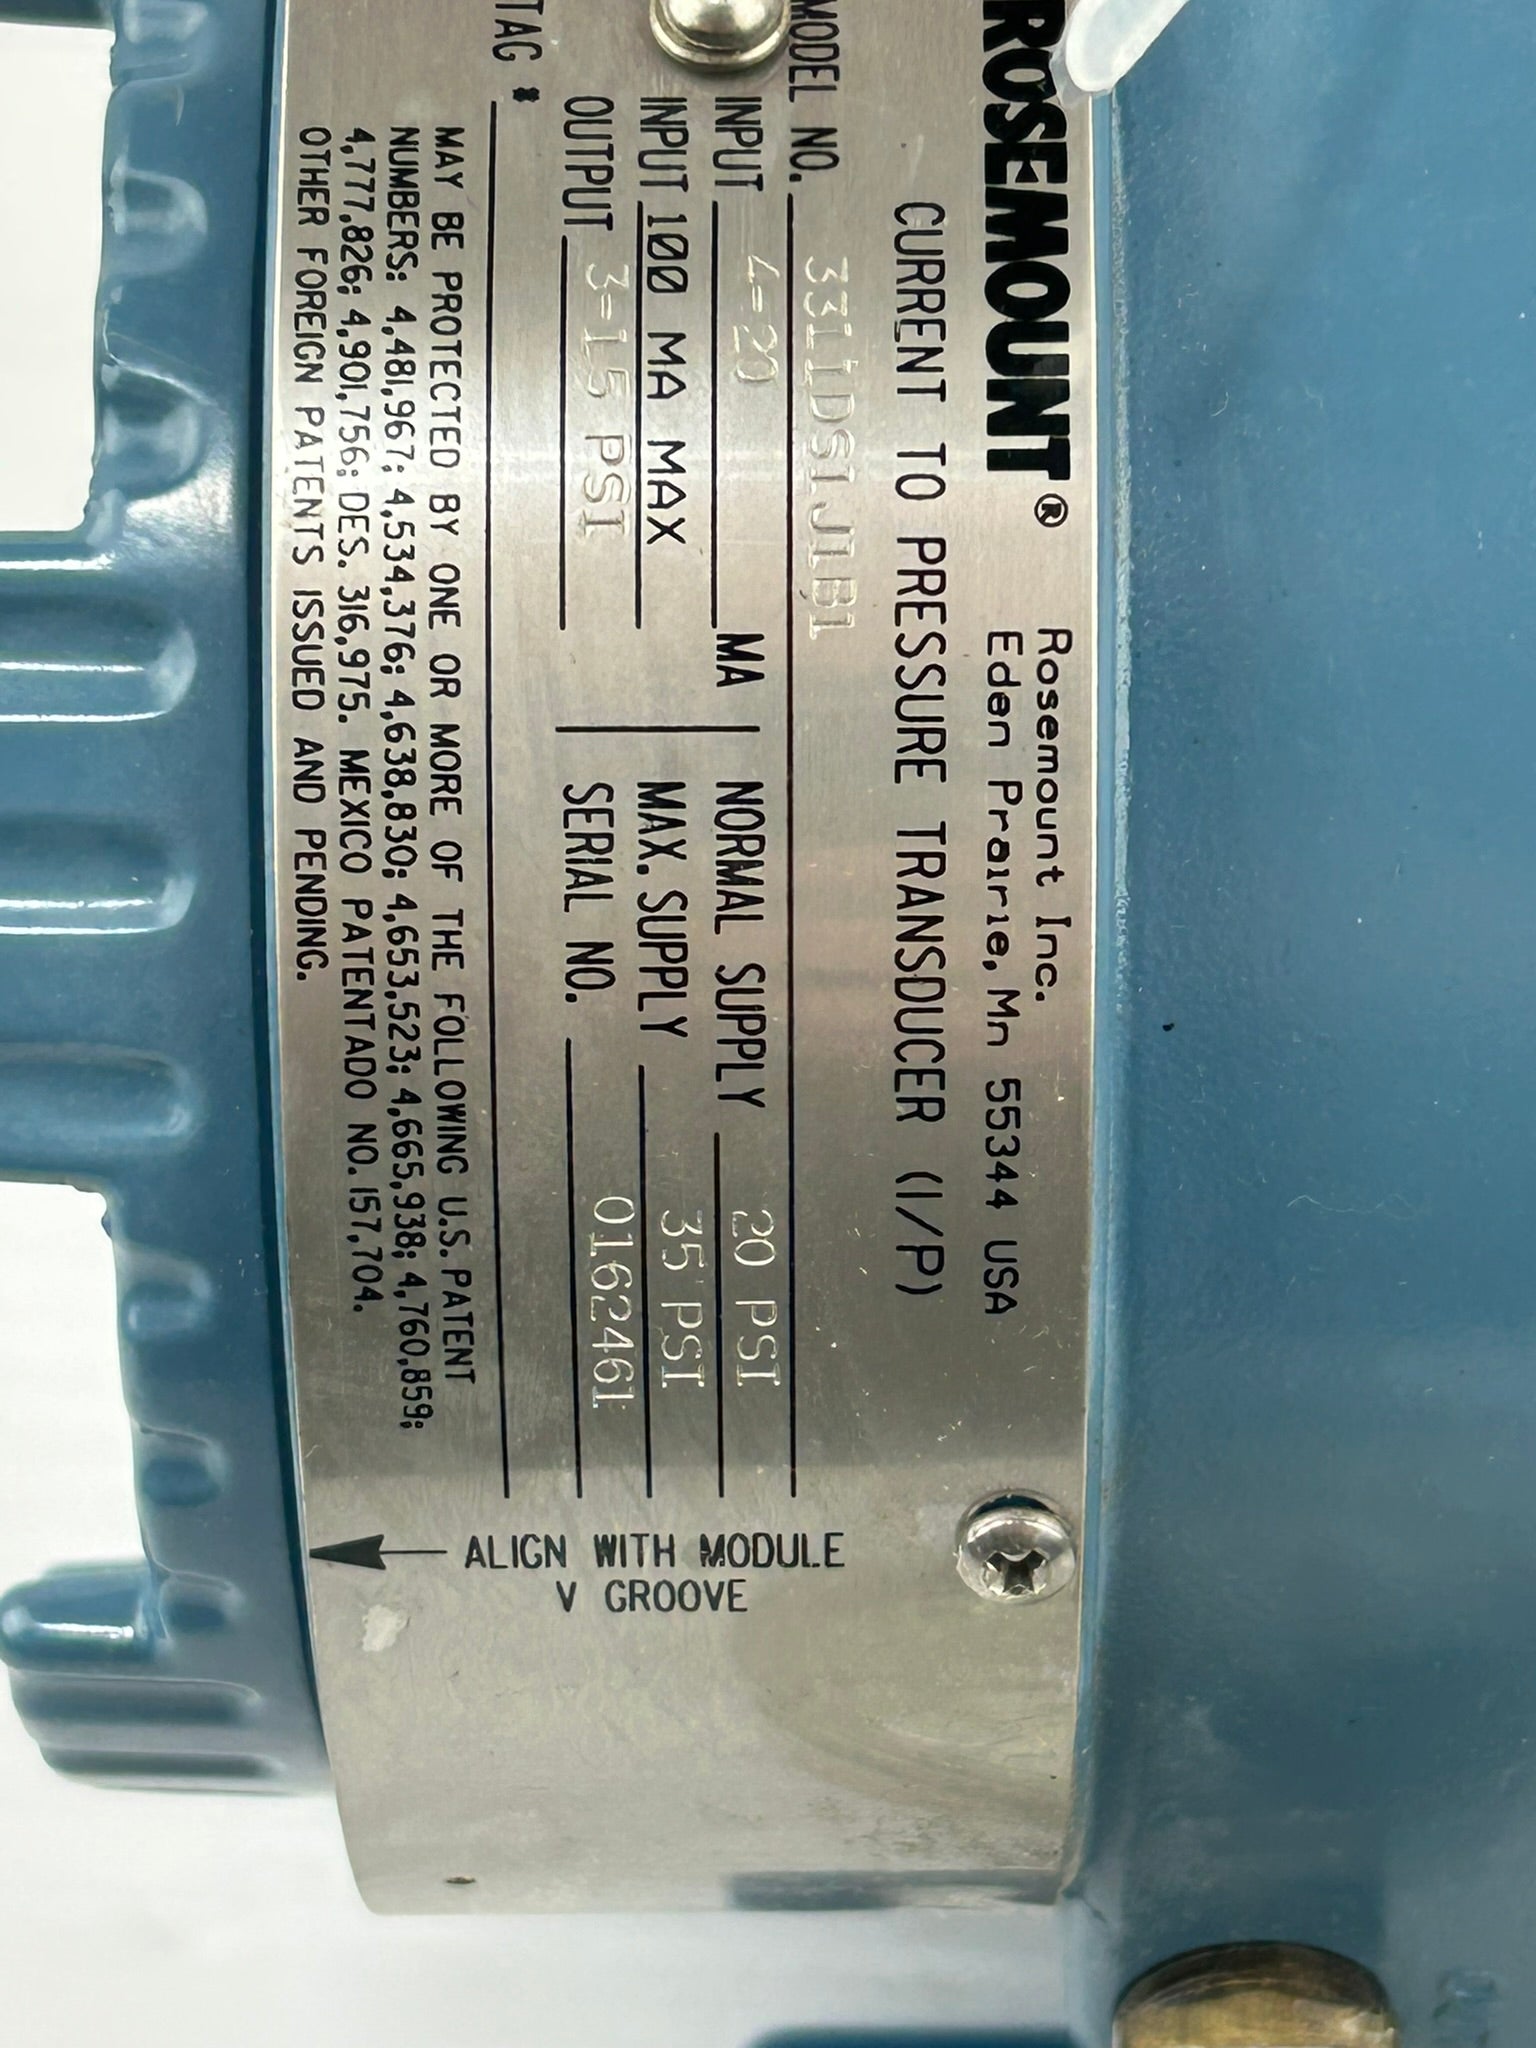 ROSEMOUNT® Rosemount Inc.
Eden Prairie, Mn 55344 USA
CURRENT TO PRESSURE TRANSDUCER (I/P)
MODEL NO. 3311DS1J1B1
INPUT 4-20 MA NORMAL SUPPLY 20 PSI
INPUT 100 MA MAX MAX. SUPPLY 35 PSI
OUTPUT 3-15 PSI SERIAL NO. 0162461
TAG #
MAY BE PROTECTED BY ONE OR MORE OF THE FOLLOWING U.S. PATENT
NUMBERS: 4,481,967; 4,534,376; 4,638,830; 4,653,523; 4,665,938; 4,760,859;
4,777,826; 4,901,756; DES. 316,975. MEXICO PATENTADO NO. 157,704.
OTHER FOREIGN PATENTS ISSUED AND PENDING.
ALIGN WITH MODULE
V GROOVE